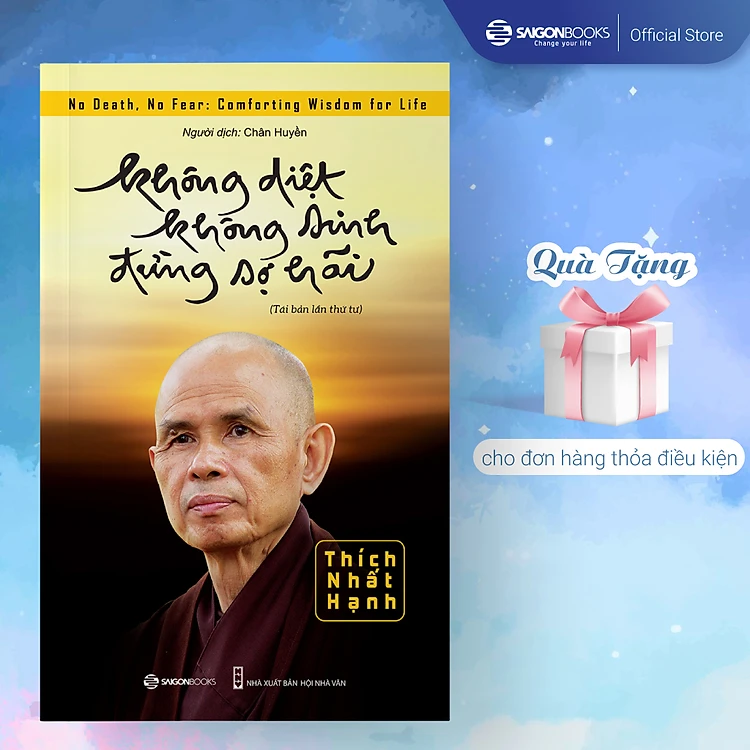 SAIGONBOOKS
Change your life
Official Store
No Death, No Fear: Comforting Wisdom for Life
Người dịch: Chân Huyền
không diệt
không sinh
đừng sợ hãi
(Tái bản lần thứ tư)
Thích
Nhất
Hạnh
SAIGONBOOKS
NHÀ XUẤT BẢN HỘI NHÀ VĂN
Quà Tặng
cho đơn hàng thỏa điều kiện